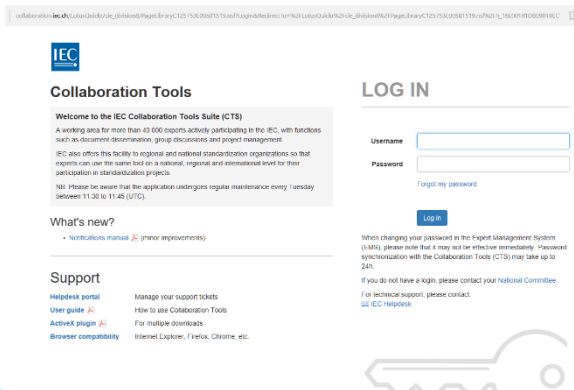 IEC
Collaboration Tools
Welcome to the IEC Collaboration Tools Suite (CTS)
A working area for more than 40 000 experts actively participating in the IEC, with functions
such as document dissemination, group discussions and project management.
IEC also offers this facility to regional and national standardization organizations so that
experts can use the same tool on a national, regional and international level for their
participation in standardization projects.
NB: Please be aware that the application undergoes regular maintenance every Tuesday
between 11:30 to 11:45 (UTC).
What's new?
• Notifications manual (minor improvements)
Support
Helpdesk portal Manage your support tickets
User guide How to use Collaboration Tools
ActiveX plugin For multiple downloads
Browser compatibility Internet Explorer, Firefox, Chrome, etc.
LOG IN
Username
Password
Forgot my password
Log in
When changing your password in the Expert Management System
(EMS), please note that it may not be effective immediately. Password
synchronization with the Collaboration Tools (CTS) may take up to
24h.
If you do not have a login, please contact your National Committee.
For technical support, please contact:
IEC Helpdesk